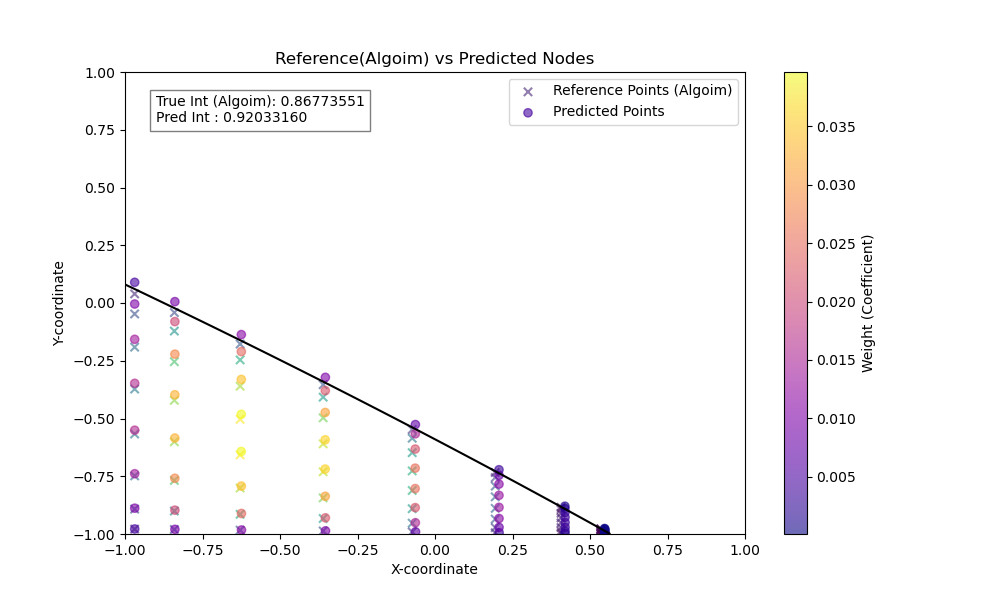 Reference(Algoim) vs Predicted Nodes
True Int (Algoim): 0.86773551
Pred Int : 0.92033160
Reference Points (Algoim)
Predicted Points
1.00
0.75
0.50
0.25
0.00
−0.25
−0.50
−0.75
−1.00
Y-coordinate
−1.00 −0.75 −0.50 −0.25 0.00 0.25 0.50 0.75 1.00
X-coordinate
0.035
0.030
0.025
0.020
0.015
0.010
0.005
Weight (Coefficient)